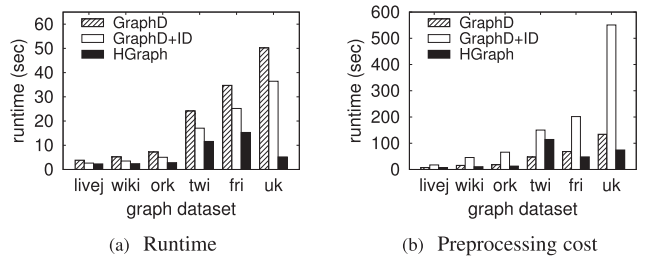 60
50
40
30
20
10
0
runtime (sec)
GraphD
GraphD+ID
HGraph
livej wiki ork twi fri uk
graph dataset
(a) Runtime
600
500
400
300
200
100
0
runtime (sec)
GraphD
GraphD+ID
HGraph
livej wiki ork twi fri uk
graph dataset
(b) Preprocessing cost